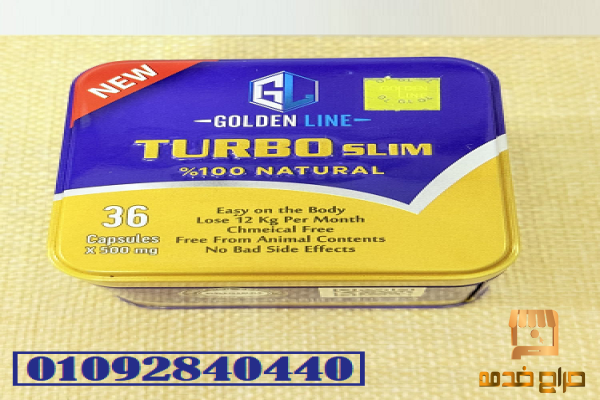 NEW
GL
GOLDEN LINE
TURBO SLIM
%100 NATURAL
36
Capsules
X 500 mg
Easy on the Body
Lose 12 Kg Per Month
Chmeical Free
Free From Animal Contents
No Bad Side Effects
01092840440
حراج خدمه